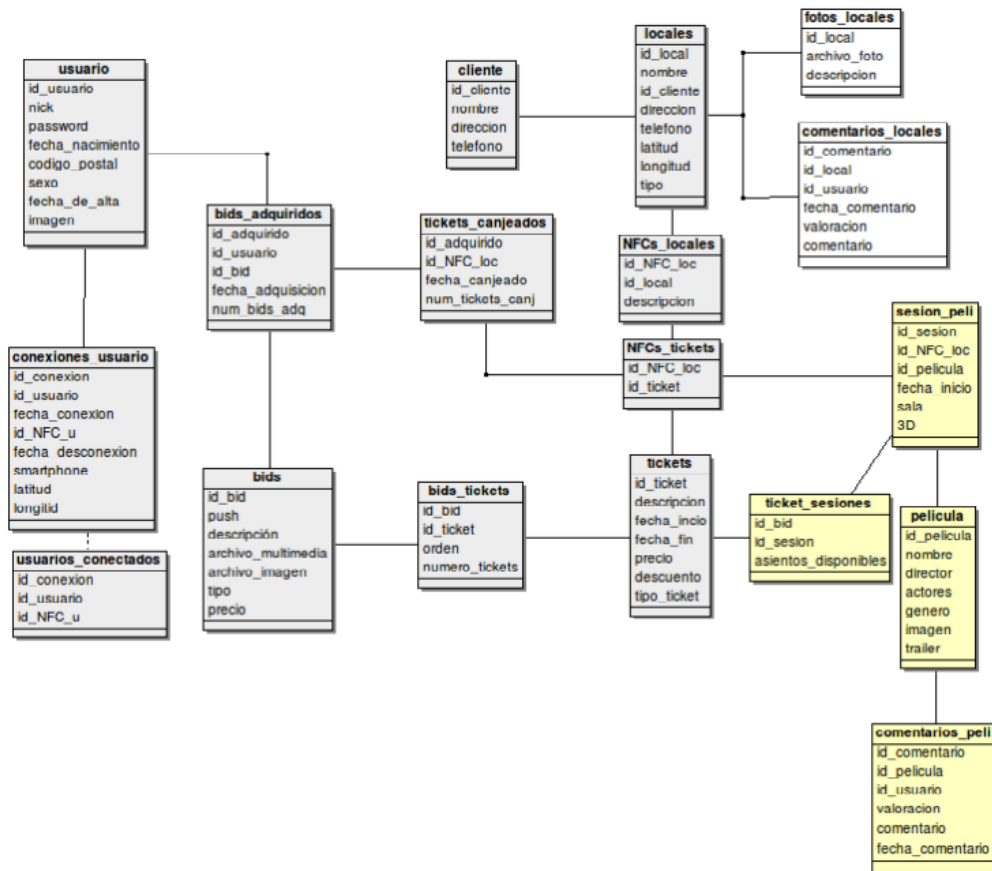 usuario
id_usuario
nick
password
fecha_nacimiento
codigo_postal
sexo
fecha_de_alta
imagen
cliente
id_cliente
nombre
direccion
telefono
locales
id_local
nombre
id_cliente
direccion
telefono
latitud
longitud
tipo
fotos_locales
id_local
archivo_foto
descripcion
comentarios_locales
id_comentario
id_local
id_usuario
fecha_comentario
valoracion
comentario
bids_adquiridos
id_adquirido
id_usuario
id_bid
fecha_adquisicion
num_bids_adq
tickets_canjeados
id_adquirido
id_NFC_loc
fecha_canjeado
num_tickets_canj
NFCs_locales
id_NFC_loc
id_local
descripcion
NFCs_tickets
id_NFC_loc
id_ticket
sesion_peli
id_sesion
id_NFC_loc
id_pelicula
fecha_inicio
sala
3D
conexiones_usuario
id_conexion
id_usuario
fecha_conexion
id_NFC_u
fecha_desconexion
smartphone
latitud
longitid
usuarios_conectados
id_conexion
id_usuario
id_NFC_u
bids
id_bid
push
descripción
archivo_multimedia
archivo_imagen
tipo
precio
bids_tickets
id_bid
id_ticket
orden
numero_tickets
tickets
id_ticket
descripcion
fecha_incio
fecha_fin
precio
descuento
tipo_ticket
ticket_sesiones
id_bid
id_sesion
asientos_disponibles
pelicula
id_pelicula
nombre
director
actores
genero
imagen
trailer
comentarios_peli
id_comentario
id_pelicula
id_usuario
valoracion
comentario
fecha_comentario